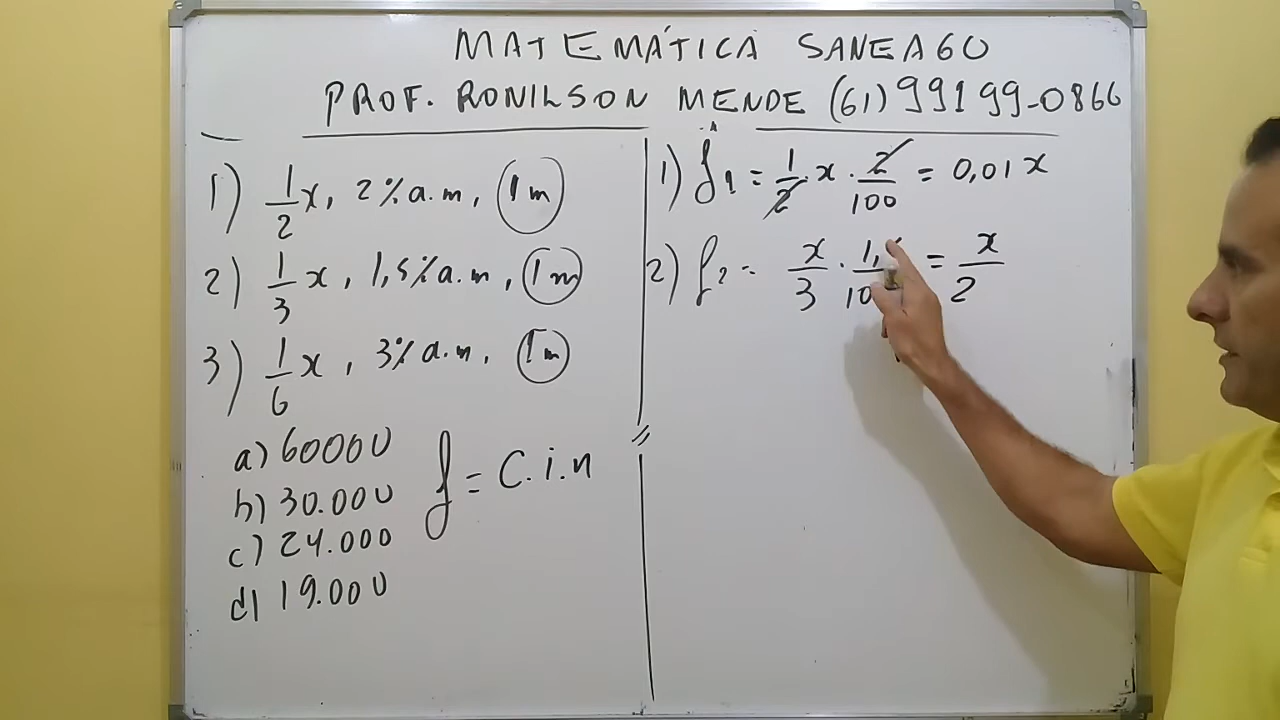 MATEMÁTICA SANEAGO
PROF. RONILSON MENDE (61) 99199-0866
1) 1/2 x, 2% a.m, 1m
2) 1/3 x, 1,5% a.m, 1m
3) 1/6 x, 3% a.m, 1m
a) 60000
b) 30.000
c) 24.000
d) 19.000
J = C.i.n
1) J1 = 1/2 . x . 2/100 = 0,01x
2) J2 = x/3 . 1, /10 = x/2